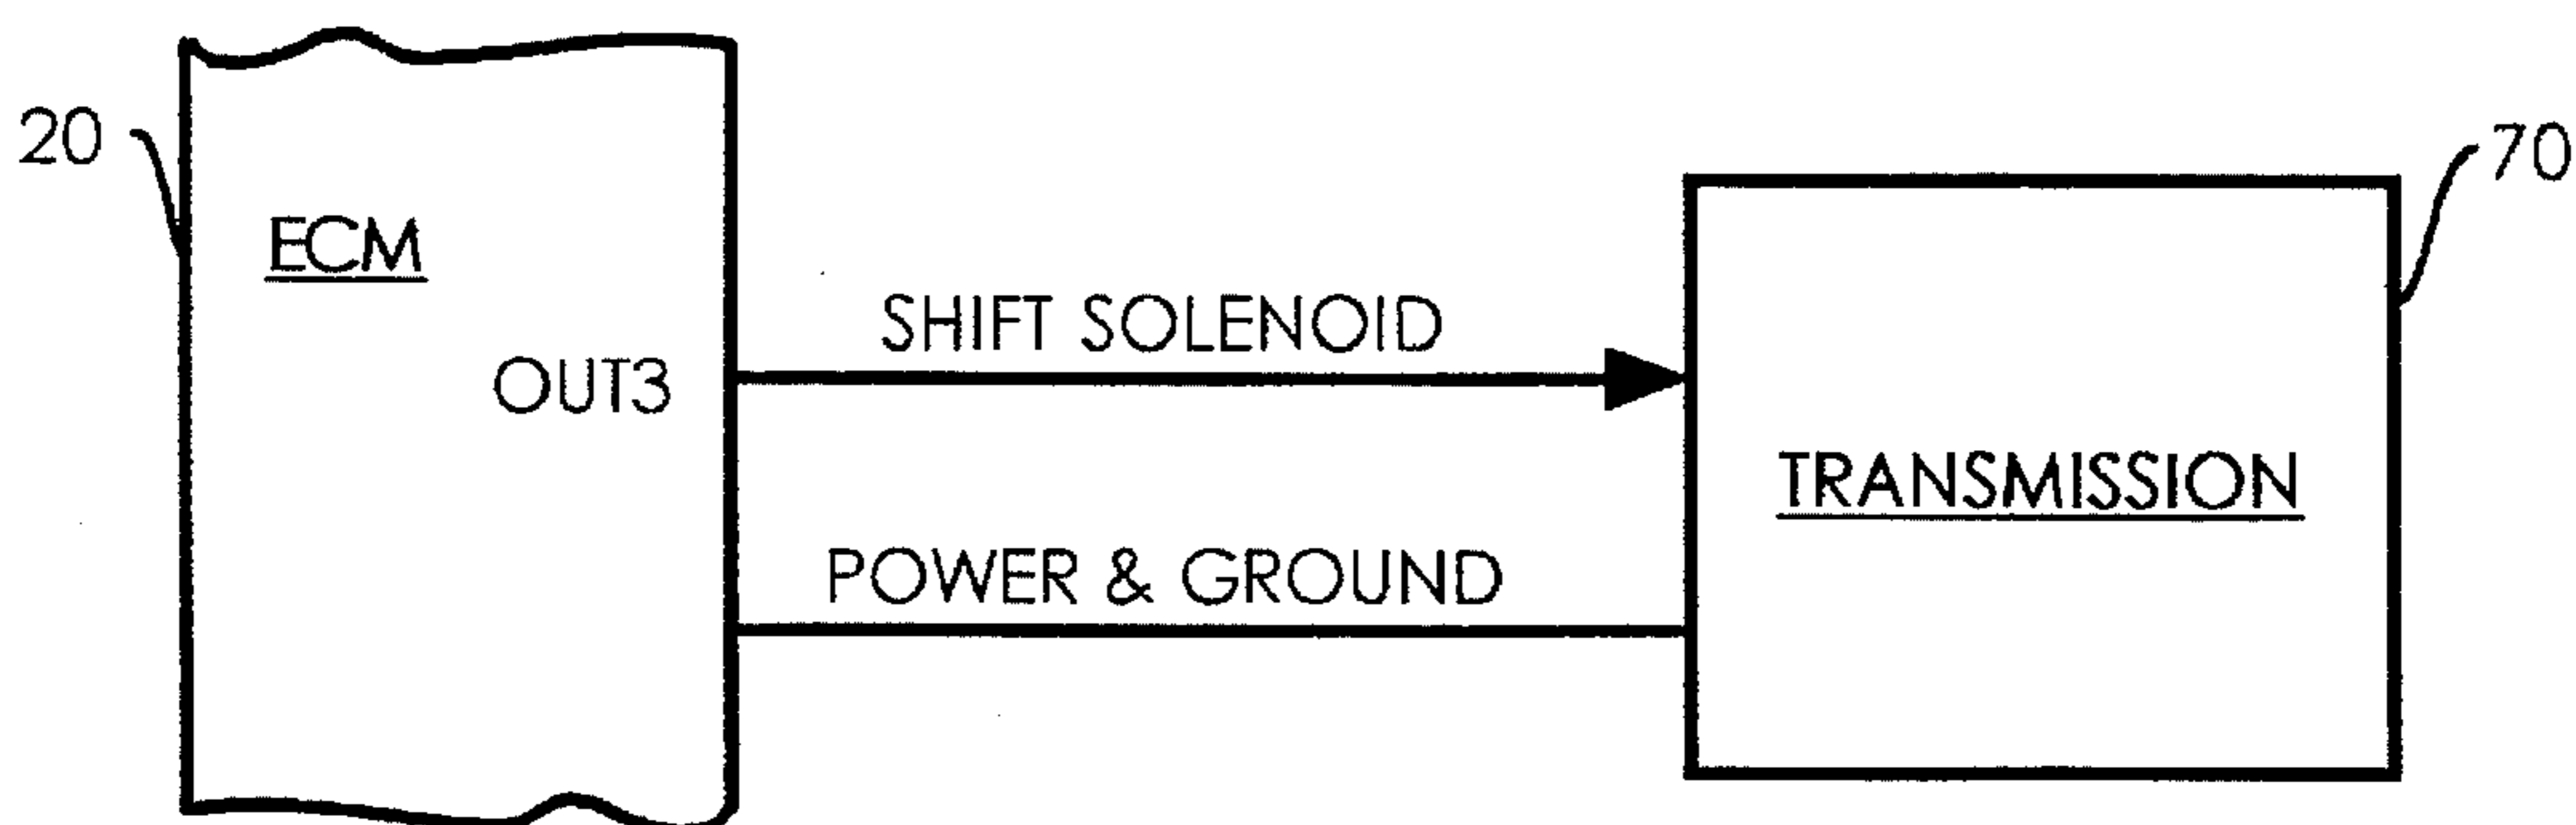 20
70
ECM
SHIFT SOLENOID
OUT3
TRANSMISSION
POWER & GROUND